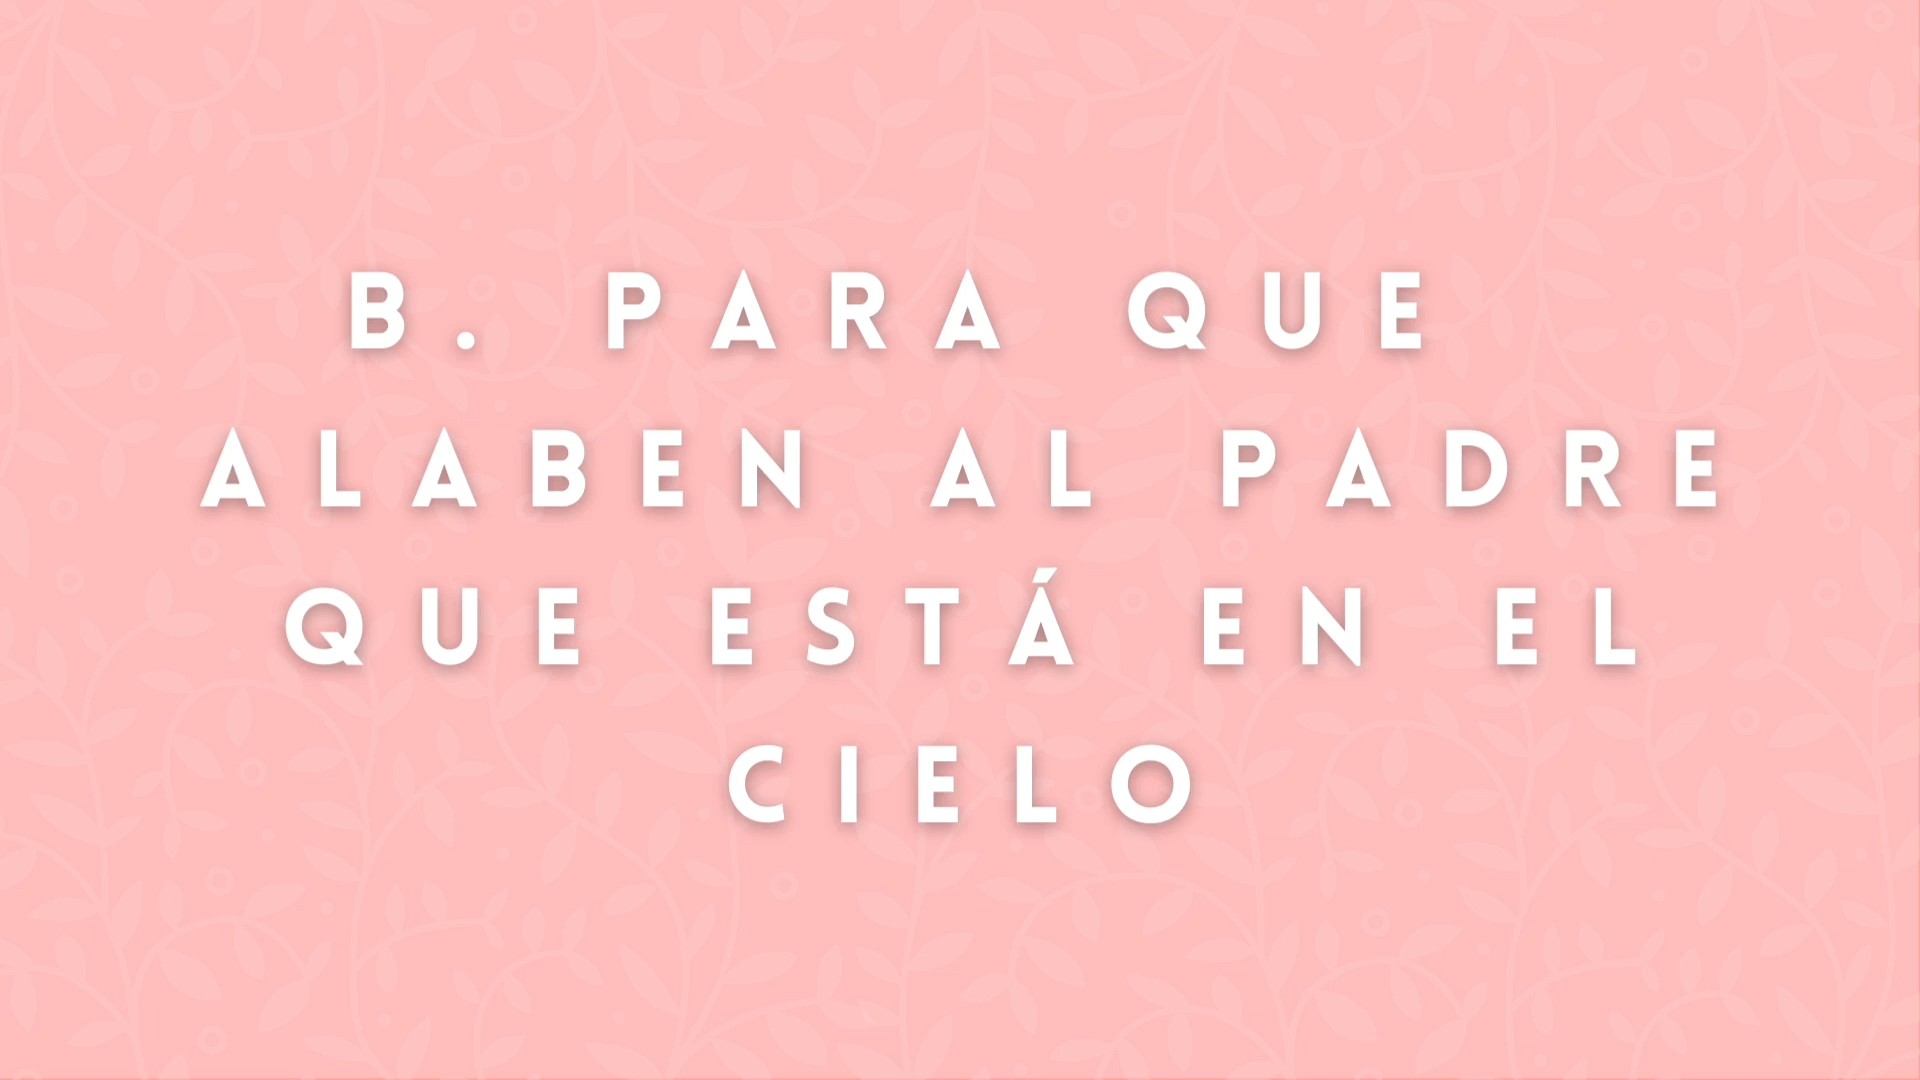 B. PARA QUE
ALABEN AL PADRE
QUE ESTÁ EN EL
CIELO